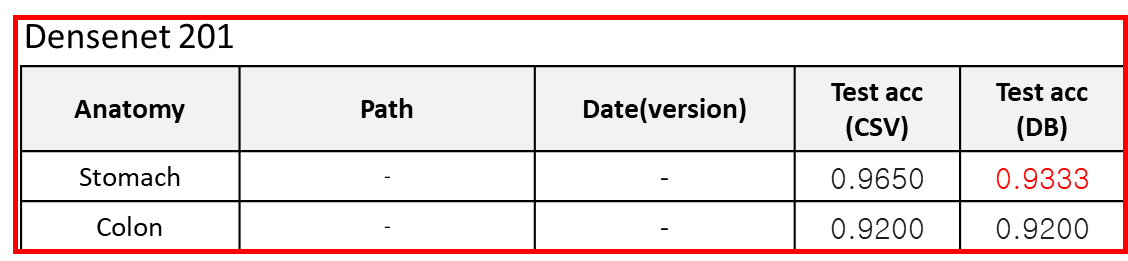 Densenet 201
Anatomy Path Date(version) Test acc (CSV) Test acc (DB)
Stomach - - 0.9650 0.9333
Colon - - 0.9200 0.9200